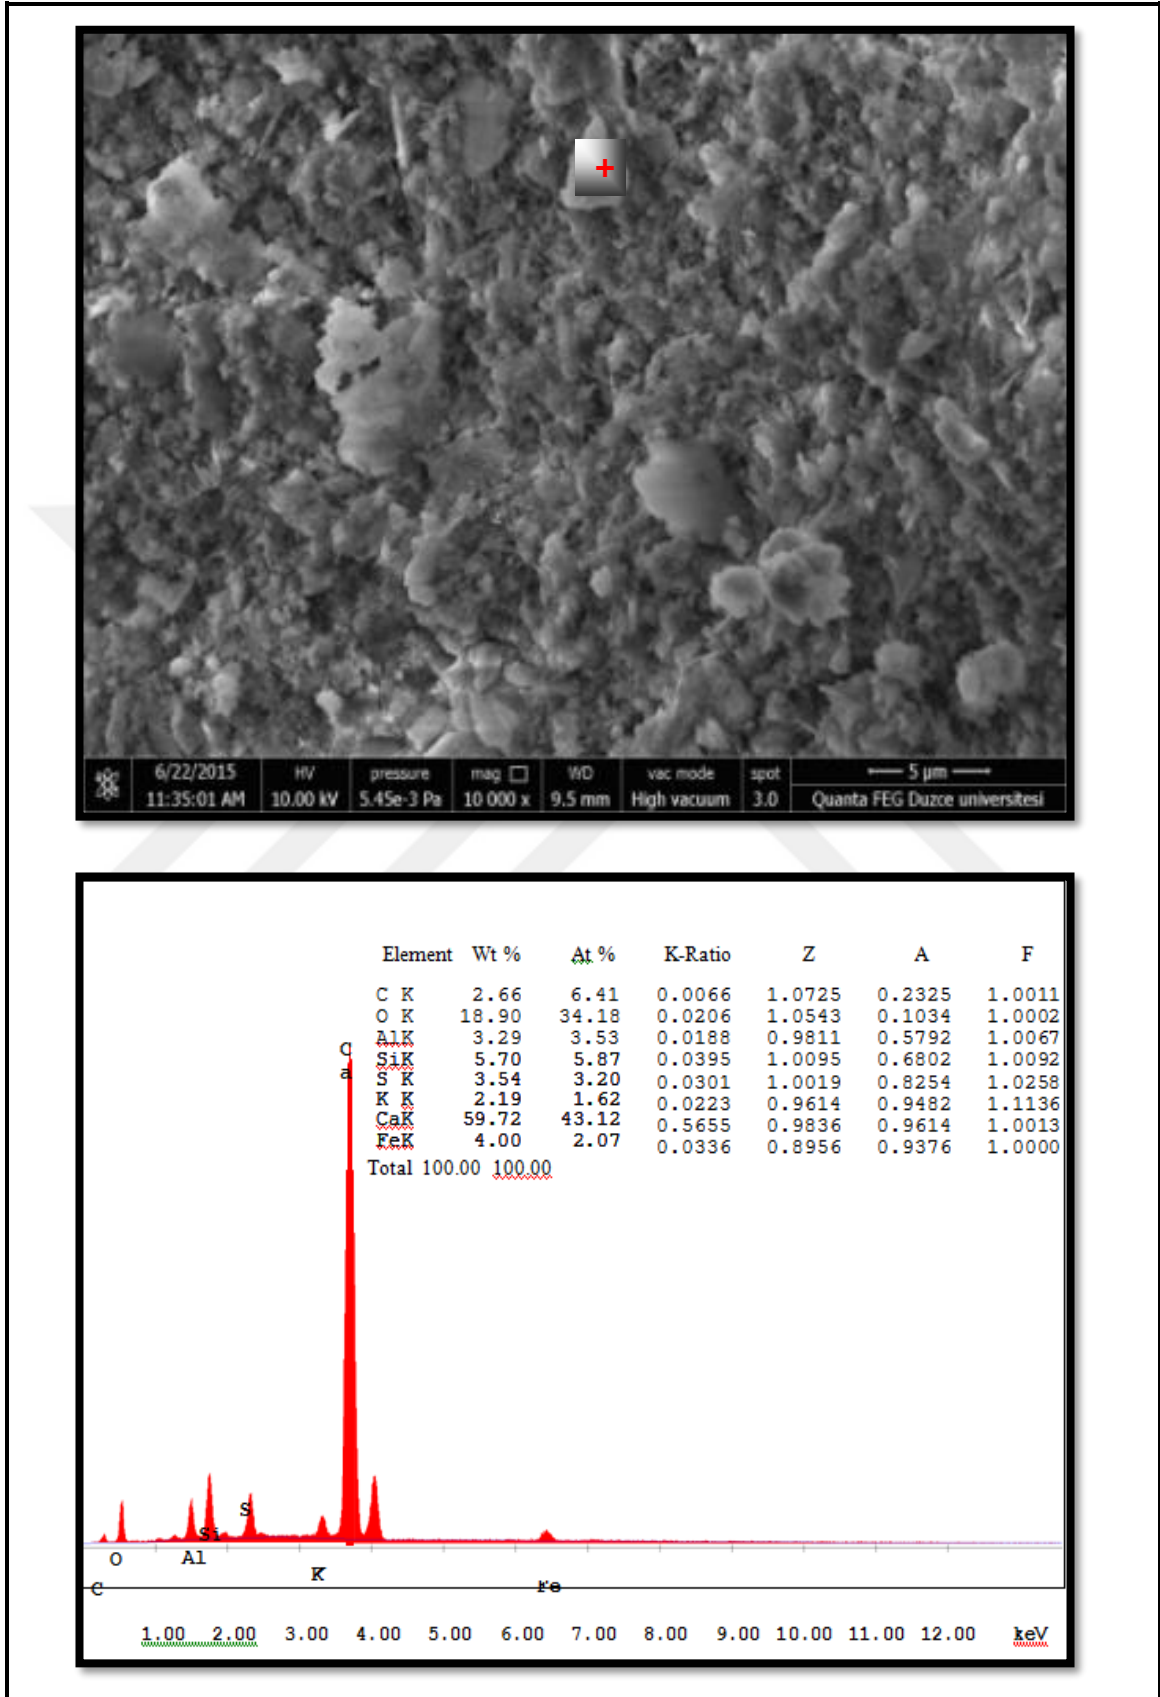 6/22/2015 HV pressure mag WD vac mode spot 5 µm
11:35:01 AM 10.00 kV 5.45e-3 Pa 10 000 x 9.5 mm High vacuum 3.0 Quanta FEG Duzce universitesi
Element Wt % At % K-Ratio Z A F
C K 2.66 6.41 0.0066 1.0725 0.2325 1.0011
O K 18.90 34.18 0.0206 1.0543 0.1034 1.0002
AlK 3.29 3.53 0.0188 0.9811 0.5792 1.0067
SiK 5.70 5.87 0.0395 1.0095 0.6802 1.0092
S K 3.54 3.20 0.0301 1.0019 0.8254 1.0258
K K 2.19 1.62 0.0223 0.9614 0.9482 1.1136
CaK 59.72 43.12 0.5655 0.9836 0.9614 1.0013
FeK 4.00 2.07 0.0336 0.8956 0.9376 1.0000
Total 100.00 100.00
Ca
S
Si
O Al
K
C Fe
1.00 2.00 3.00 4.00 5.00 6.00 7.00 8.00 9.00 10.00 11.00 12.00 keV